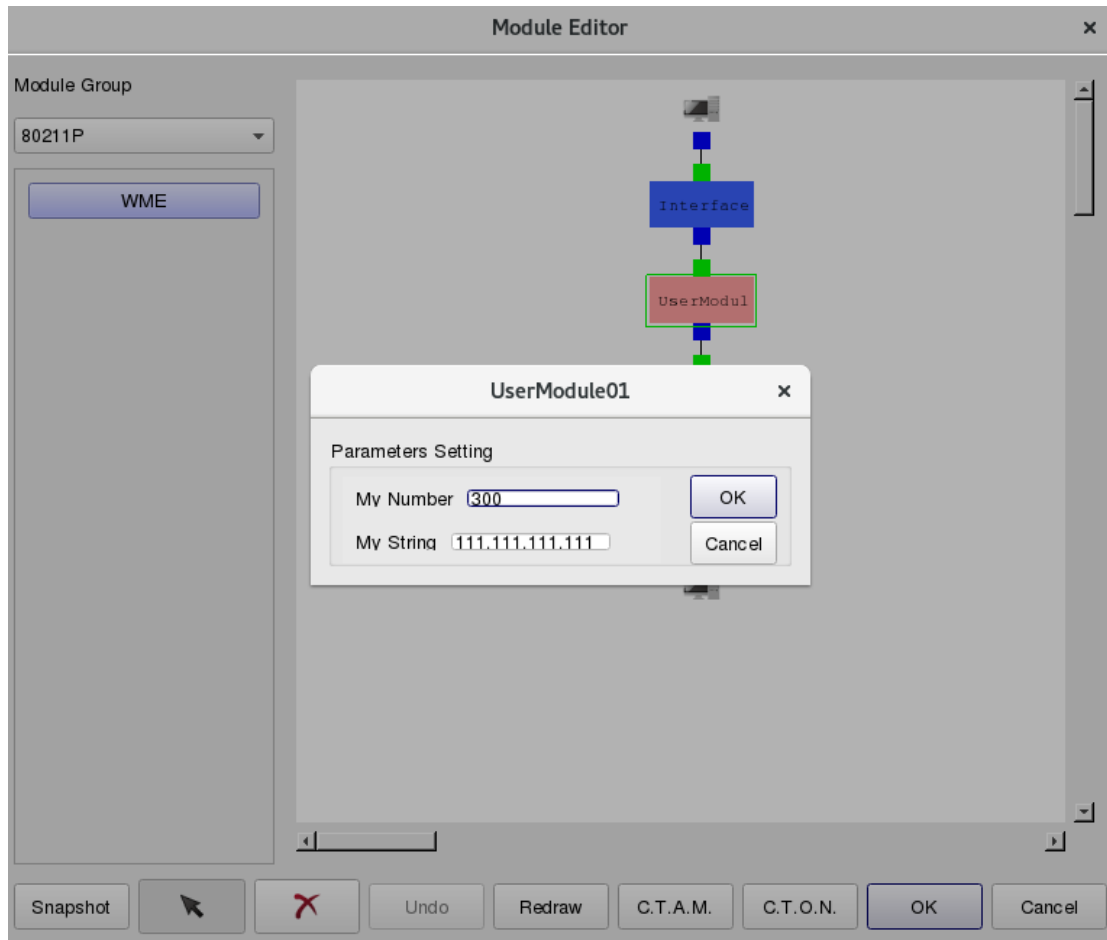 Module Editor
Module Group
80211P
WME
Interface
UserModul
UserModule01
Parameters Setting
My Number 300
OK
My String 111.111.111.111
Cancel
Snapshot Undo Redraw C.T.A.M. C.T.O.N. OK Cancel